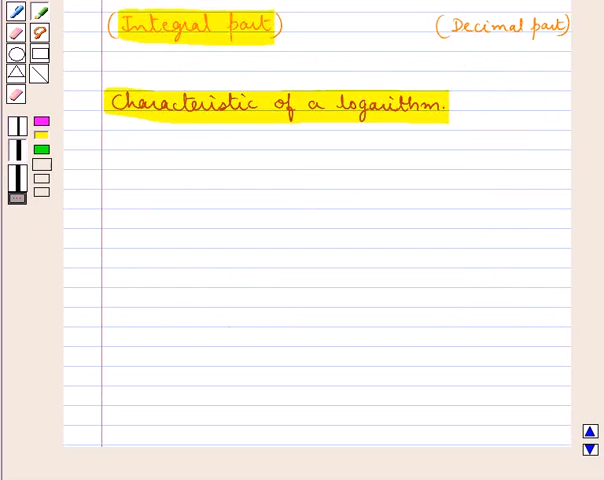 (Integral part) (Decimal part)
Characteristic of a logarithm.